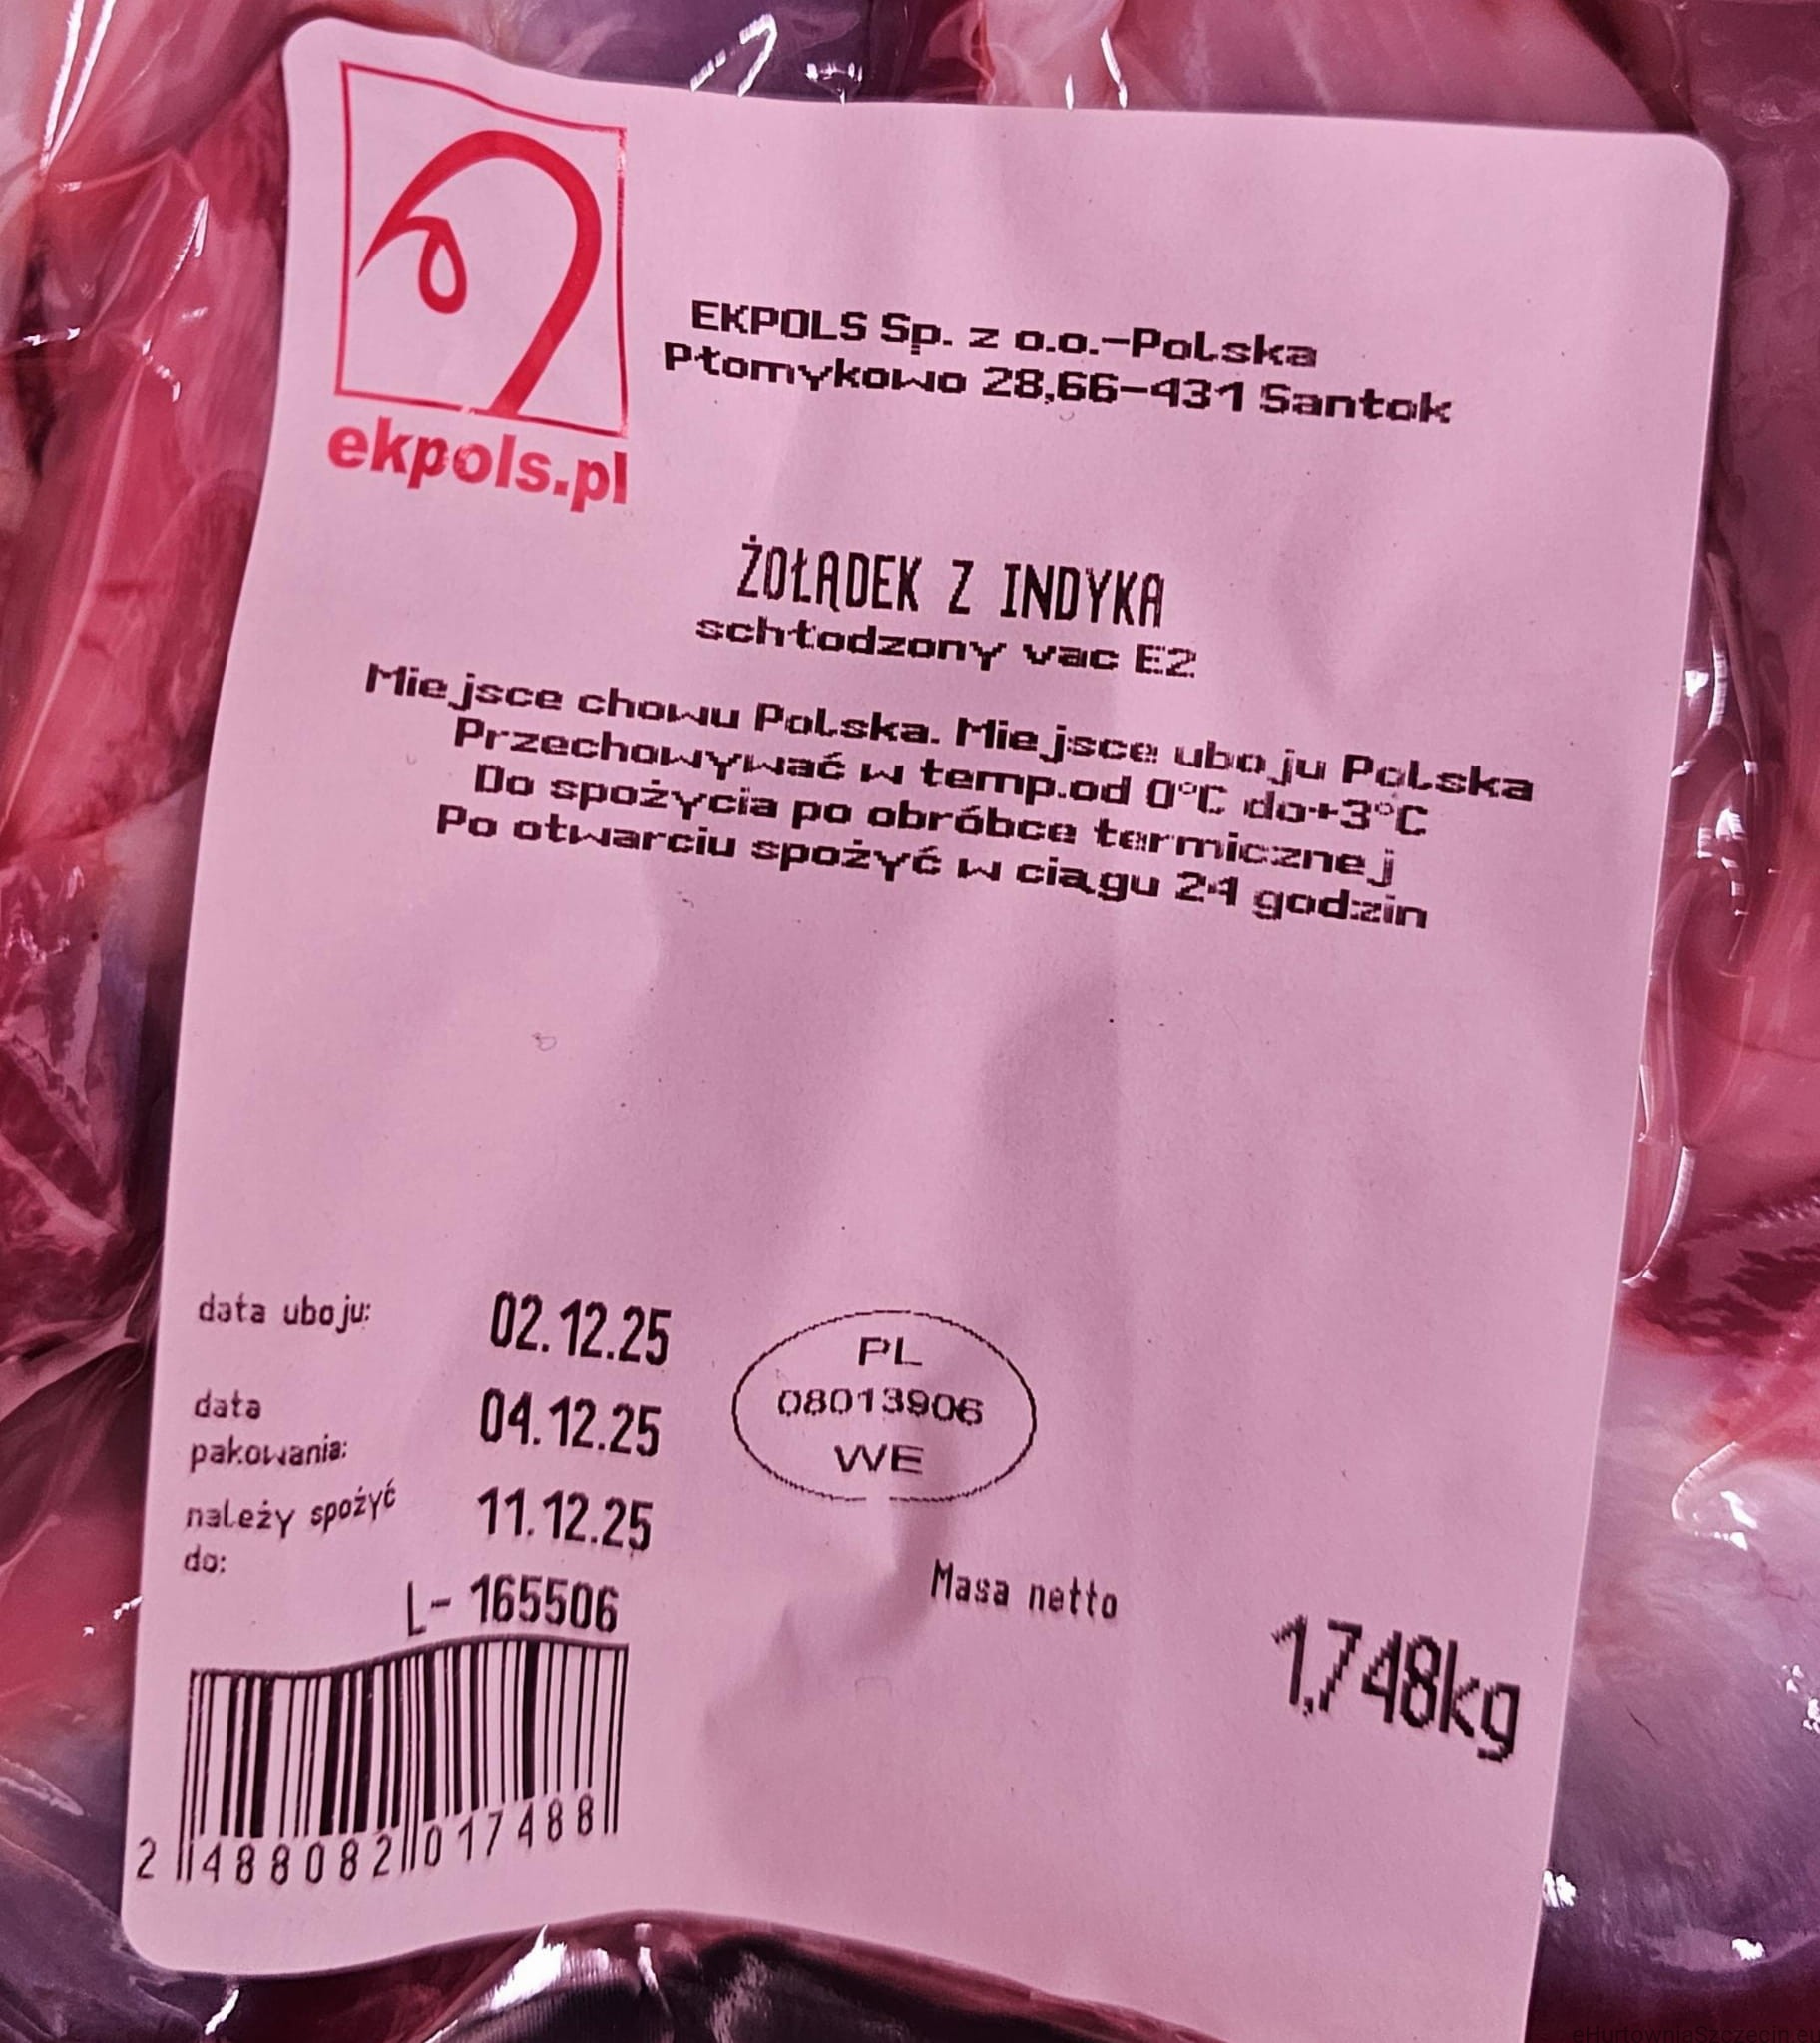 ekpols.pl
EKPOLS Sp. z o.o.-Polska
Płomykowo 28,66-431 Santok
ŻOŁĄDEK Z INDYKA
schłodzony vac E2
Miejsce chowu Polska. Miejsce uboju Polska
Przechowywać w temp.od 0°C do+3°C
Do spożycia po obróbce termicznej
Po otwarciu spożyć w ciągu 24 godzin
data uboju: 02.12.25
data
pakowania: 04.12.25
należy spożyć
do: 11.12.25
L- 165506
PL
08013906
WE
Masa netto
1,748kg
2 488082 017488